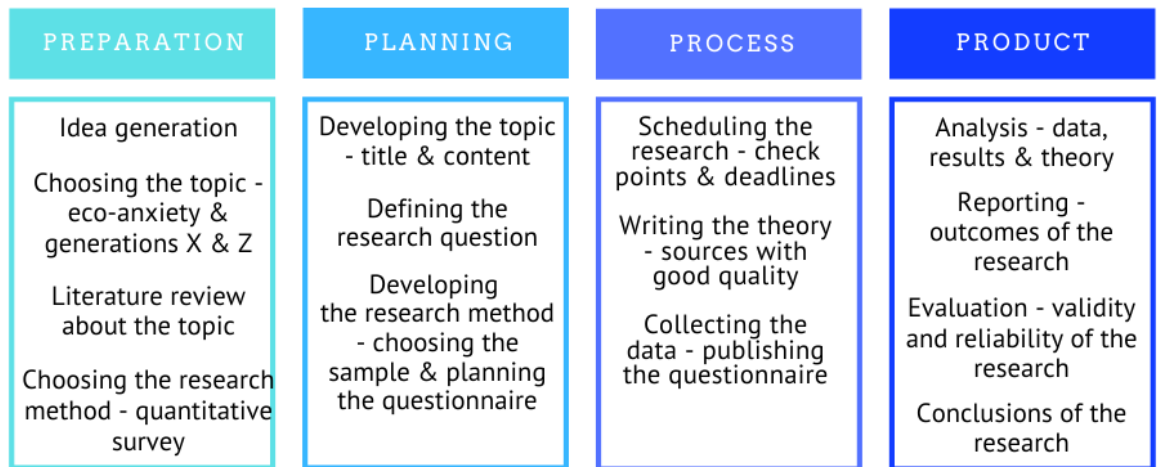 PREPARATION
Idea generation
Choosing the topic -
eco-anxiety &
generations X & Z
Literature review
about the topic
Choosing the research
method - quantitative
survey
PLANNING
Developing the topic
- title & content
Defining the
research question
Developing
the research method
- choosing the
sample & planning
the questionnaire
PROCESS
Scheduling the
research - check
points & deadlines
Writing the theory
- sources with
good quality
Collecting the
data - publishing
the questionnaire
PRODUCT
Analysis - data,
results & theory
Reporting -
outcomes of the
research
Evaluation - validity
and reliability of the
research
Conclusions of the
research